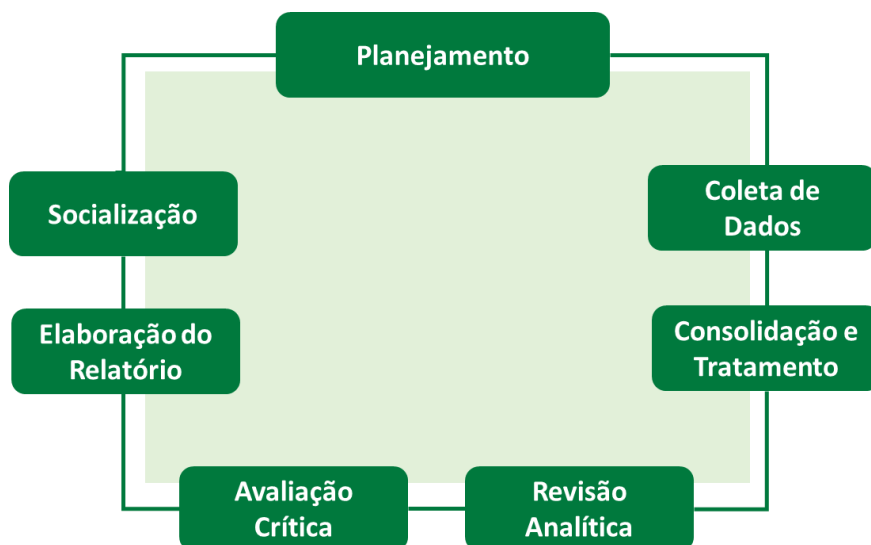 Planejamento
Socialização
Coleta de
Dados
Elaboração do
Relatório
Consolidação e
Tratamento
Avaliação
Crítica
Revisão
Analítica